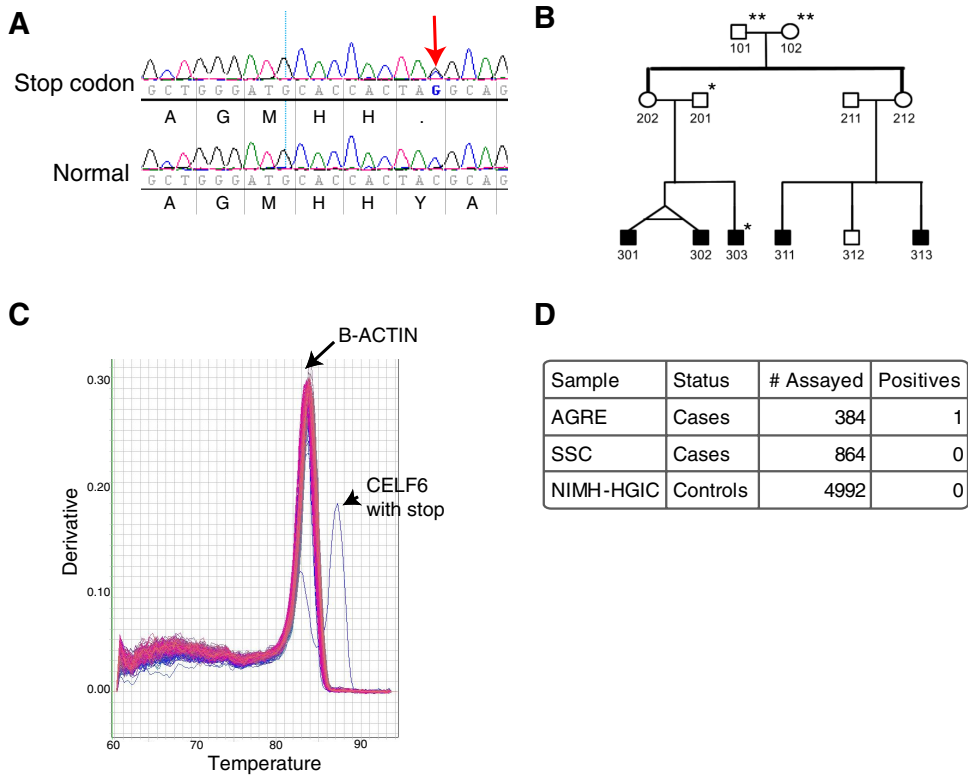 A
Stop codon
G C T G G G A T G C A C C A C T A G G C A G
A G M H H .
Normal
G C T G G G A T G C A C C A C T A C G C A G
A G M H H Y A
B
** **
101 102
*
202 201 211 212
*
301 302 303 311 312 313
C
B-ACTIN
CELF6
with stop
0.30
0.20
0.10
0.00
Derivative
60 70 80 90
Temperature
D
Sample Status # Assayed Positives
AGRE Cases 384 1
SSC Cases 864 0
NIMH-HGIC Controls 4992 0